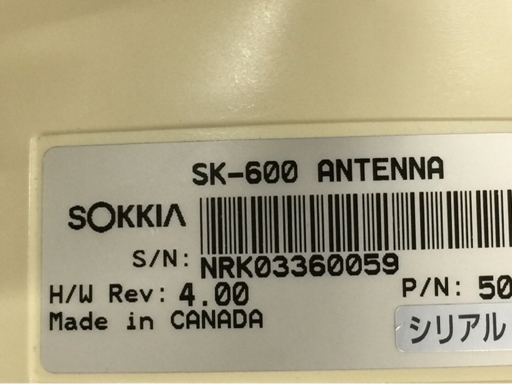 SK-600 ANTENNA
SOKKIA
S/N: NRK03360059
H/W Rev: 4.00 P/N: 50
Made in CANADA シリアル